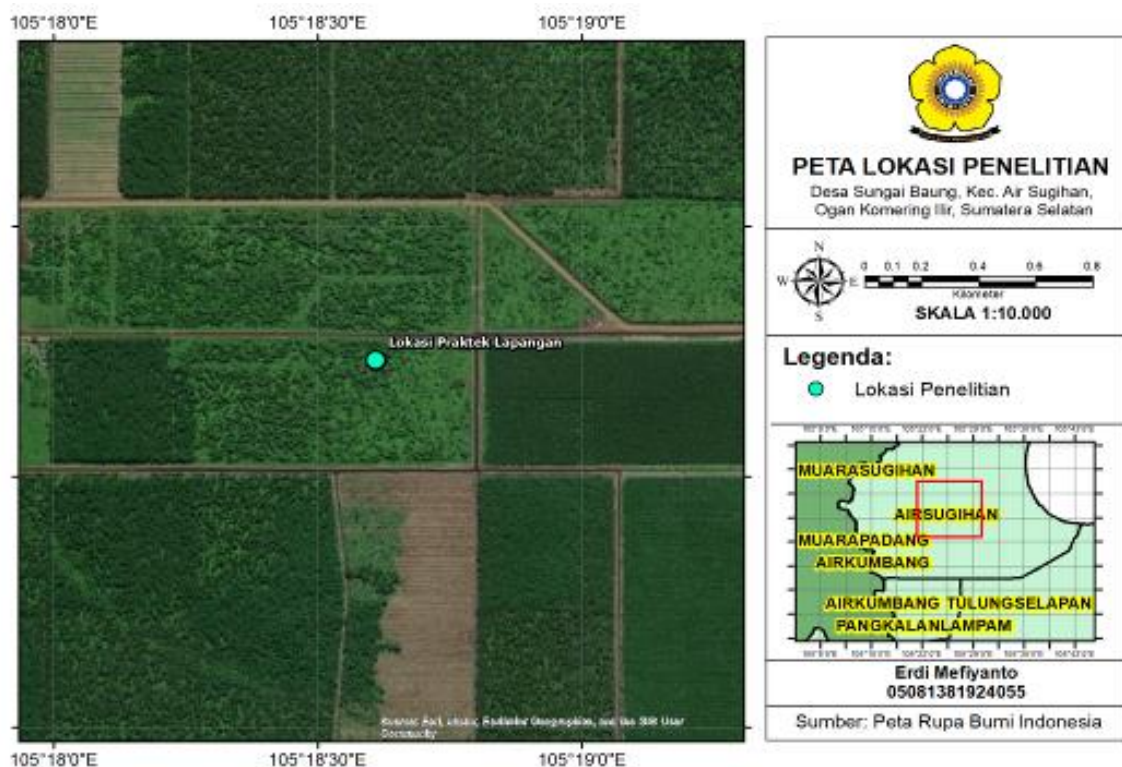 105°18'0"E 105°18'30"E 105°19'0"E
Lokasi Praktek Lapangan
105°18'0"E 105°18'30"E 105°19'0"E
PETA LOKASI PENELITIAN
Desa Sungai Baung, Kec. Air Sugihan,
Ogan Komering Ilir, Sumatera Selatan
N
W E
S
0 0.1 0.2 0.4 0.6 0.8
Kilometer
SKALA 1:10.000
Legenda:
Lokasi Penelitian
MUARASUGIHAN
AIRSUGIHAN
MUARAPADANG
AIRKUMBANG
AIRKUMBANG TULUNGSELAPAN
PANGKALANLAMPAM
Erdi Mefiyanto
05081381924055
Sumber: Peta Rupa Bumi Indonesia